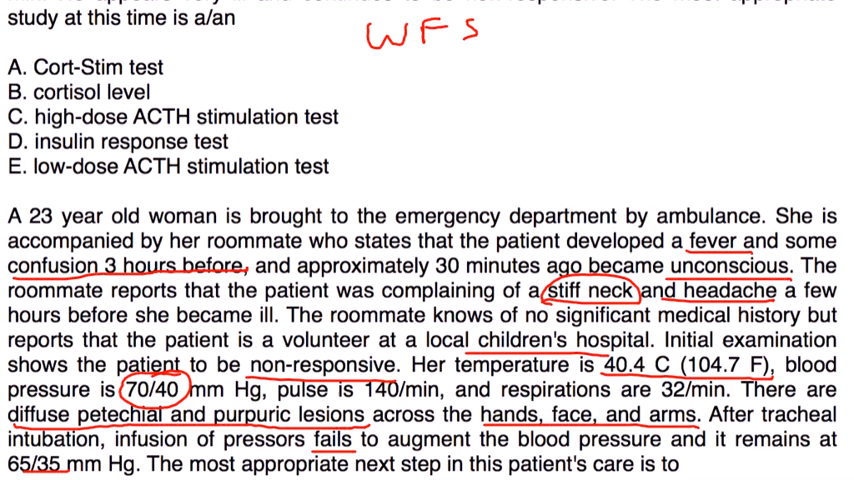 study at this time is a/an
WFS
A. Cort-Stim test
B. cortisol level
C. high-dose ACTH stimulation test
D. insulin response test
E. low-dose ACTH stimulation test
A 23 year old woman is brought to the emergency department by ambulance. She is
accompanied by her roommate who states that the patient developed a fever and some
confusion 3 hours before, and approximately 30 minutes ago became unconscious. The
roommate reports that the patient was complaining of a stiff neck and headache a few
hours before she became ill. The roommate knows of no significant medical history but
reports that the patient is a volunteer at a local children's hospital. Initial examination
shows the patient to be non-responsive. Her temperature is 40.4 C (104.7 F), blood
pressure is 70/40 mm Hg, pulse is 140/min, and respirations are 32/min. There are
diffuse petechial and purpuric lesions across the hands, face, and arms. After tracheal
intubation, infusion of pressors fails to augment the blood pressure and it remains at
65/35 mm Hg. The most appropriate next step in this patient's care is to